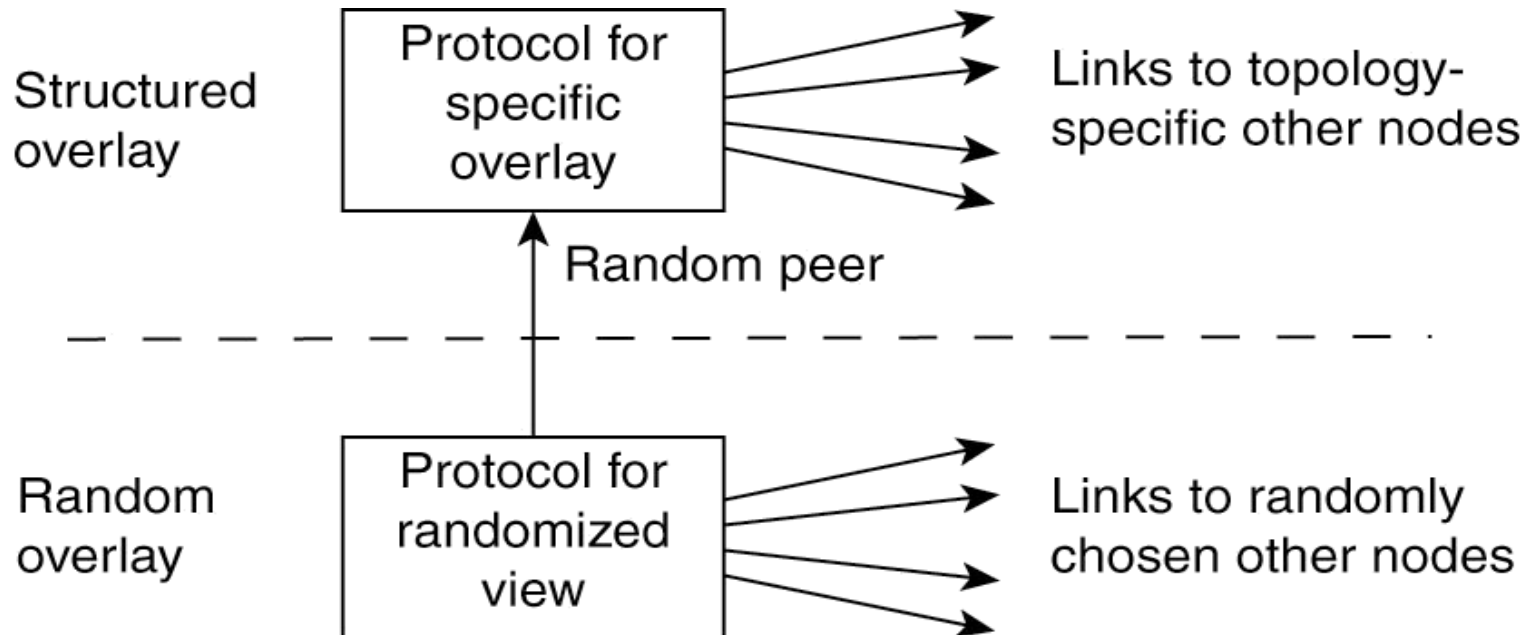 Structured
overlay
Protocol for
specific
overlay
Links to topology-
specific other nodes
Random peer
Random
overlay
Protocol for
randomized
view
Links to randomly
chosen other nodes